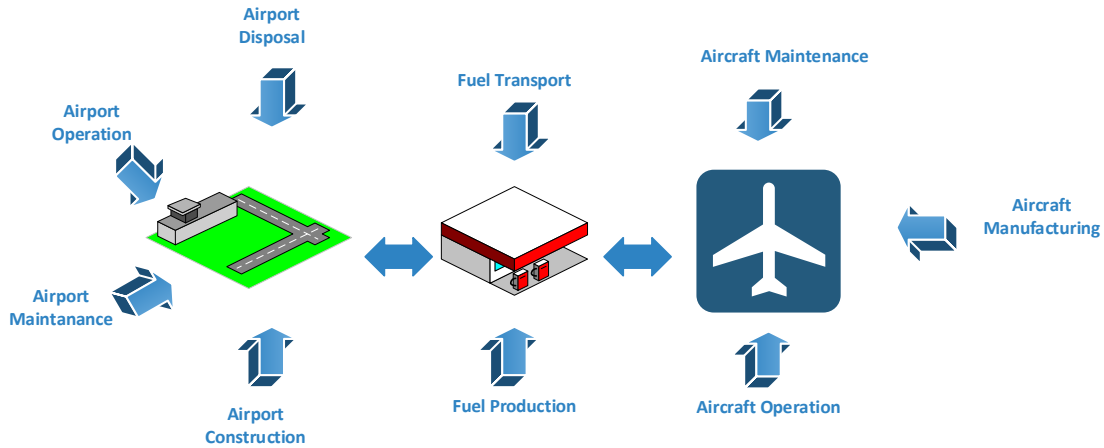 Airport
Disposal
Fuel Transport
Aircraft Maintenance
Airport
Operation
Aircraft
Manufacturing
Airport
Maintanance
Airport
Construction
Fuel Production
Aircraft Operation